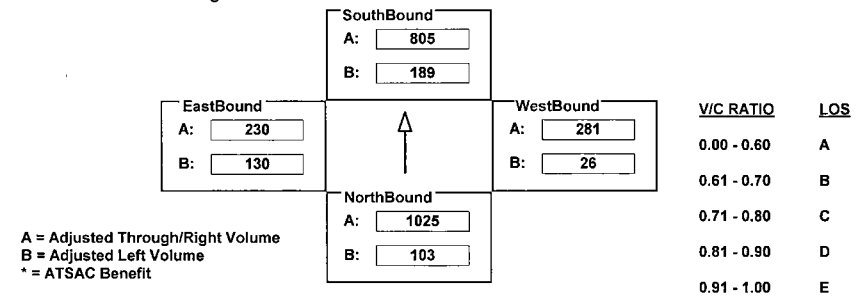 SouthBound
A: 805
B: 189
EastBound
A: 230
B: 130
WestBound
A: 281
B: 26
NorthBound
A: 1025
B: 103
A = Adjusted Through/Right Volume
B = Adjusted Left Volume
* = ATSAC Benefit
V/C RATIO LOS
0.00 - 0.60 A
0.61 - 0.70 B
0.71 - 0.80 C
0.81 - 0.90 D
0.91 - 1.00 E